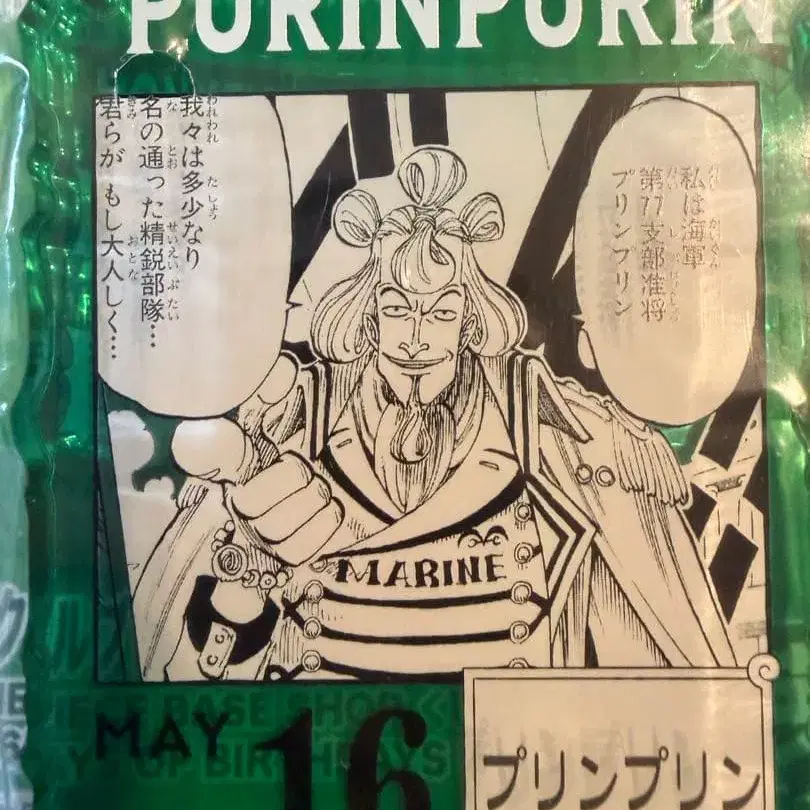 PURINPURIN
私は海軍
第77支部准将
プリンプリン
我々は多少なり
名の通った精鋭部隊…
君らが もし大人しく…
MARINE
MAY 16
プリンプリン